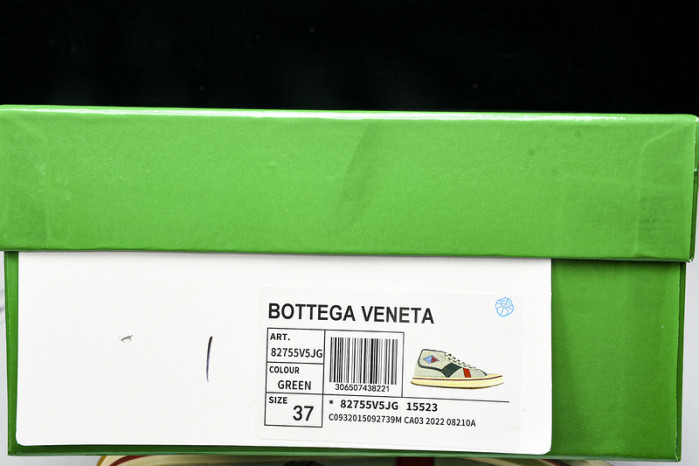 BOTTEGA VENETA
ART.
82755V5JG
COLOUR
GREEN
SIZE
37
306507438221
* 82755V5JG 15523
C0932015092739M CA03 2022 08210A